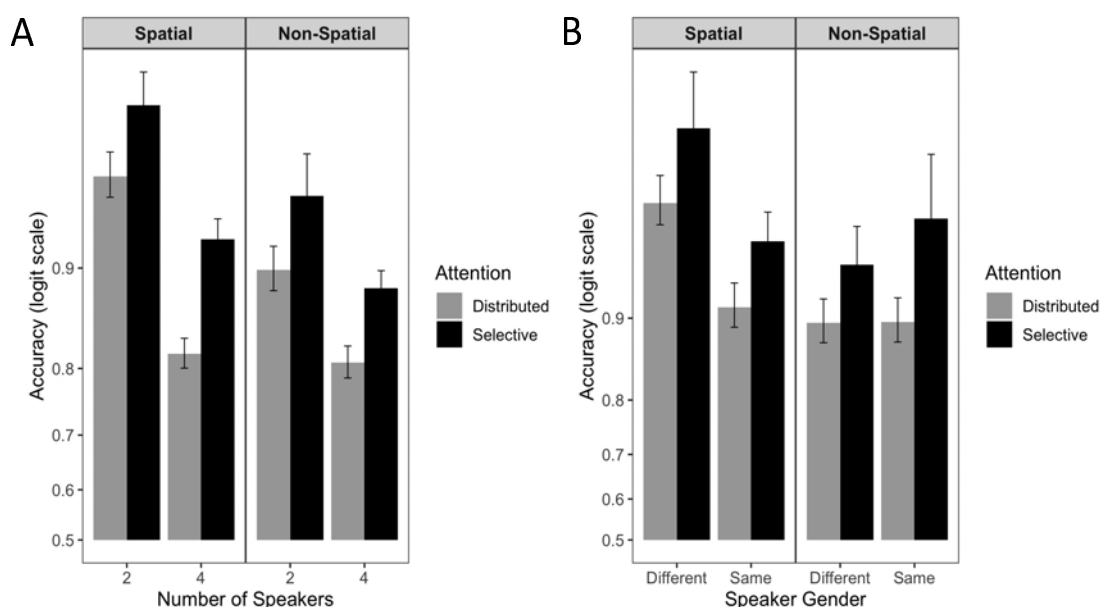 A
Spatial Non-Spatial
Accuracy (logit scale)
0.9
0.8
0.7
0.6
0.5
2 4 2 4
Number of Speakers
Attention
Distributed
Selective
B
Spatial Non-Spatial
Accuracy (logit scale)
0.9
0.8
0.7
0.6
0.5
Different Same Different Same
Speaker Gender
Attention
Distributed
Selective